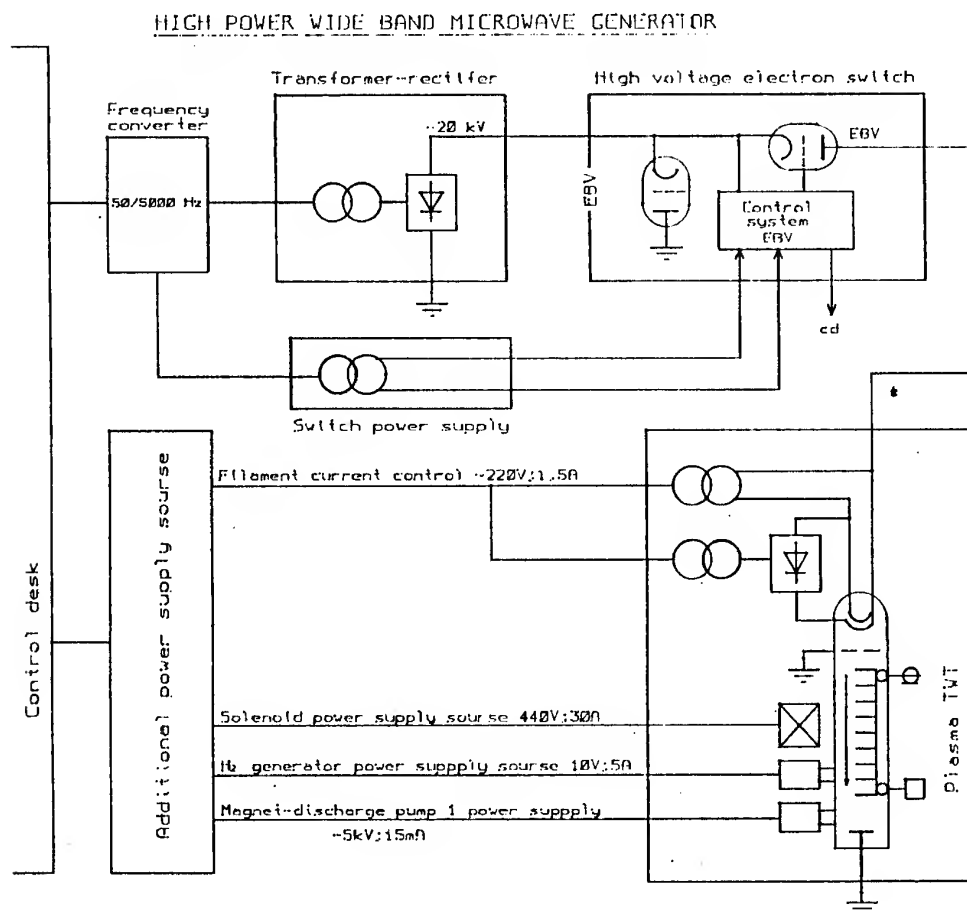 HIGH POWER WIDE BAND MICROWAVE GENERATOR
Transformer-rectifer
High voltage electron switch
Frequency
converter
~20 kV
EBV
EBV
50/5000 Hz
Control
system
EBV
cd
Switch power supply
Filament current control ~220V;1,5A
Control desk
Additional power supply sourse
Plasma TWT
Solenoid power supply sourse 440V;30A
H₂ generator power suppply sourse 10V;5A
Magnet-discharge pump 1 power suppply
~5kV;15mA